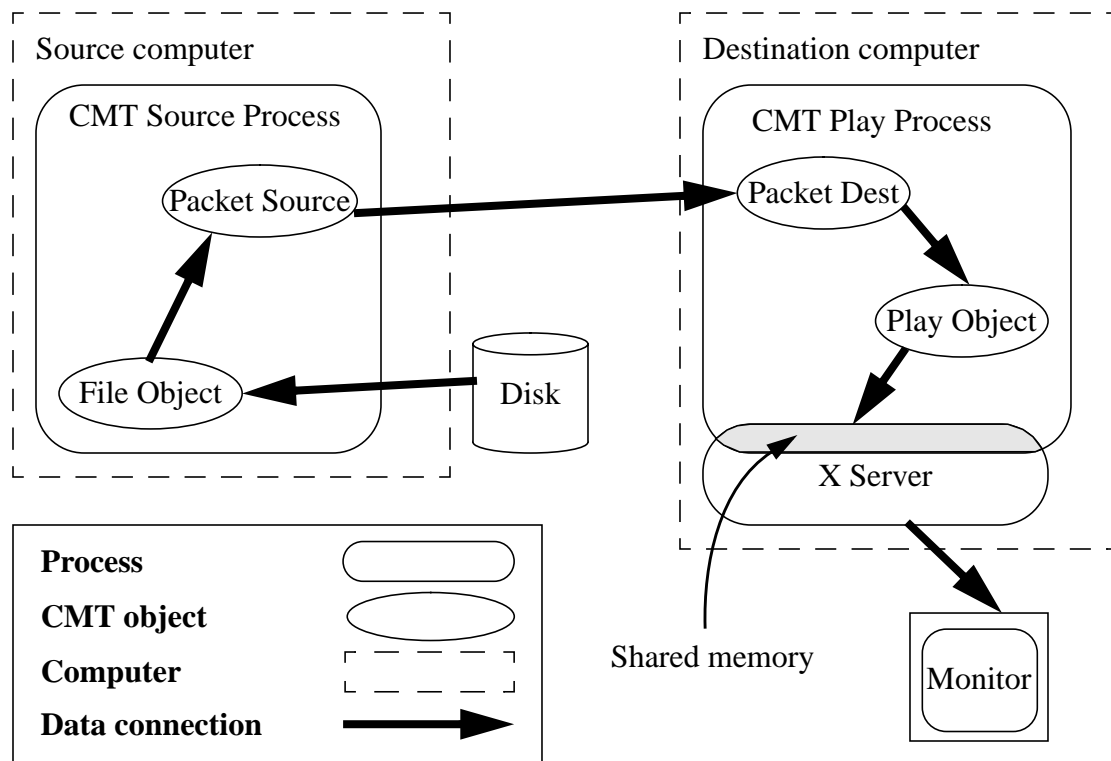 Source computer
CMT Source Process
Packet Source
File Object
Disk
Destination computer
CMT Play Process
Packet Dest
Play Object
X Server
Shared memory
Monitor
Process
CMT object
Computer
Data connection